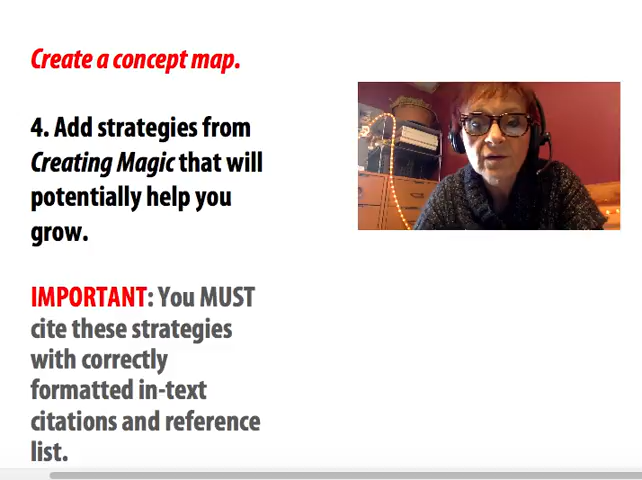 Create a concept map.
4. Add strategies from
Creating Magic that will
potentially help you
grow.
IMPORTANT: You MUST
cite these strategies
with correctly
formatted in-text
citations and reference
list.